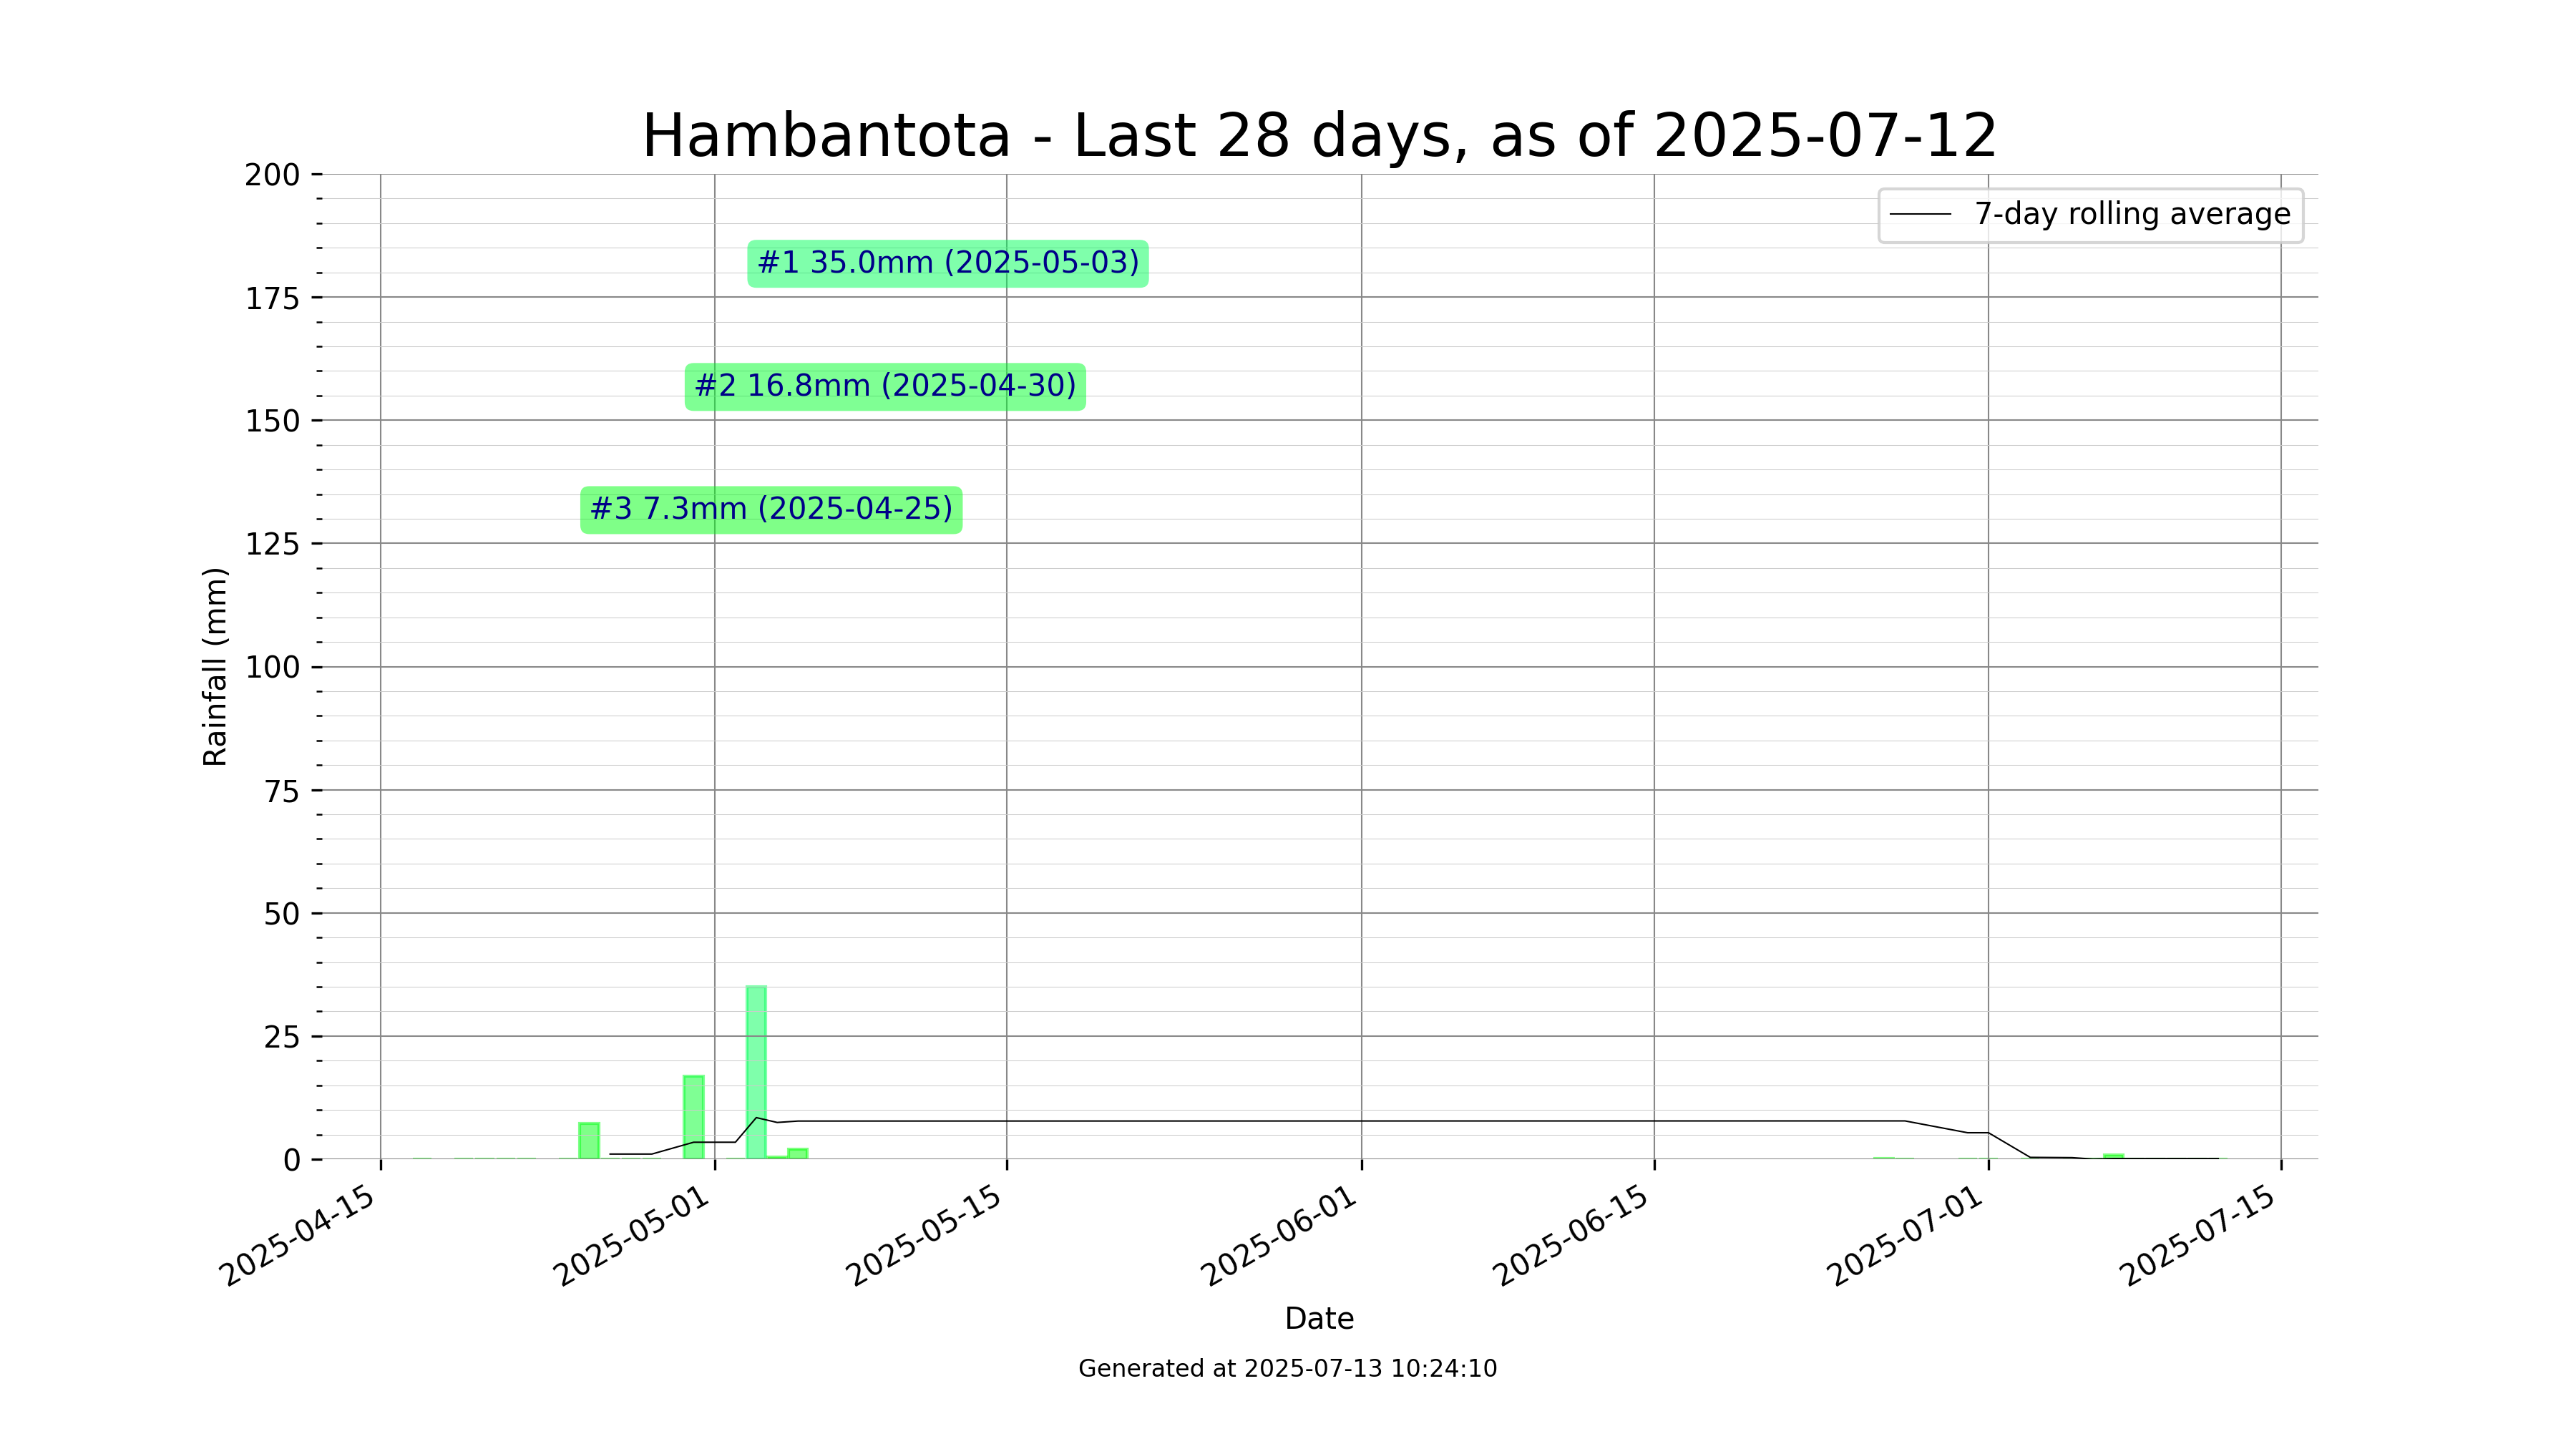 Hambantota - Last 28 days, as of 2025-07-12
200
175
150
125
100
75
50
25
0
Rainfall (mm)
7-day rolling average
#1 35.0mm (2025-05-03)
#2 16.8mm (2025-04-30)
#3 7.3mm (2025-04-25)
2025-04-15
2025-05-01
2025-05-15
2025-06-01
2025-06-15
2025-07-01
2025-07-15
Date
Generated at 2025-07-13 10:24:10